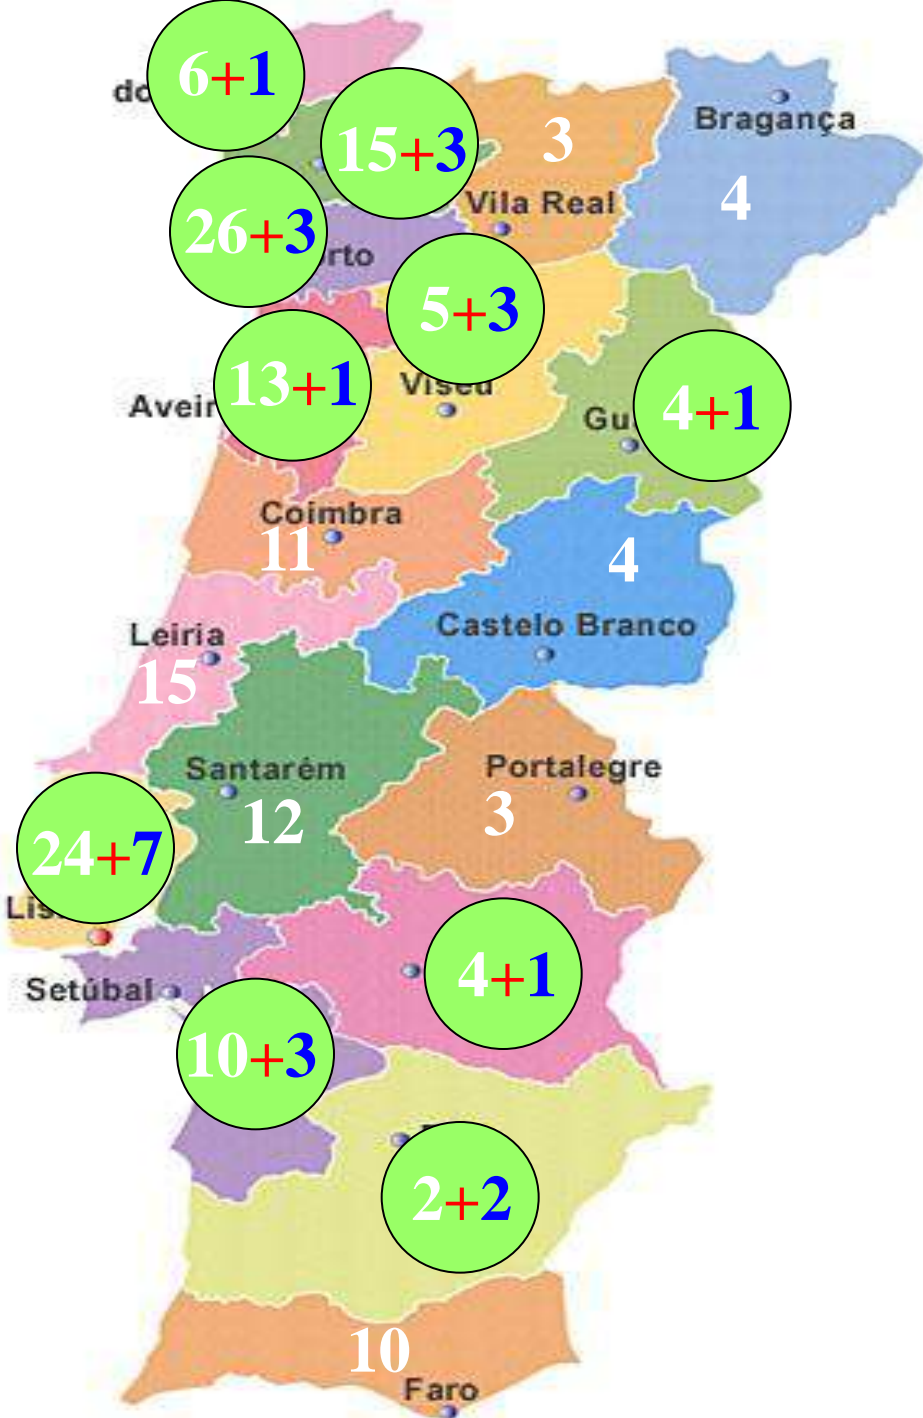 6+1
do
15+3
3
Bragança
4
Vila Real
26+3
rto
5+3
13+1
Viseu
Aveir
4+1
Gu
Coimbra
11
4
Castelo Branco
Leiria
15
Santarém
12
Portalegre
3
24+7
Lis
4+1
Setúbal
10+3
2+2
10
Faro